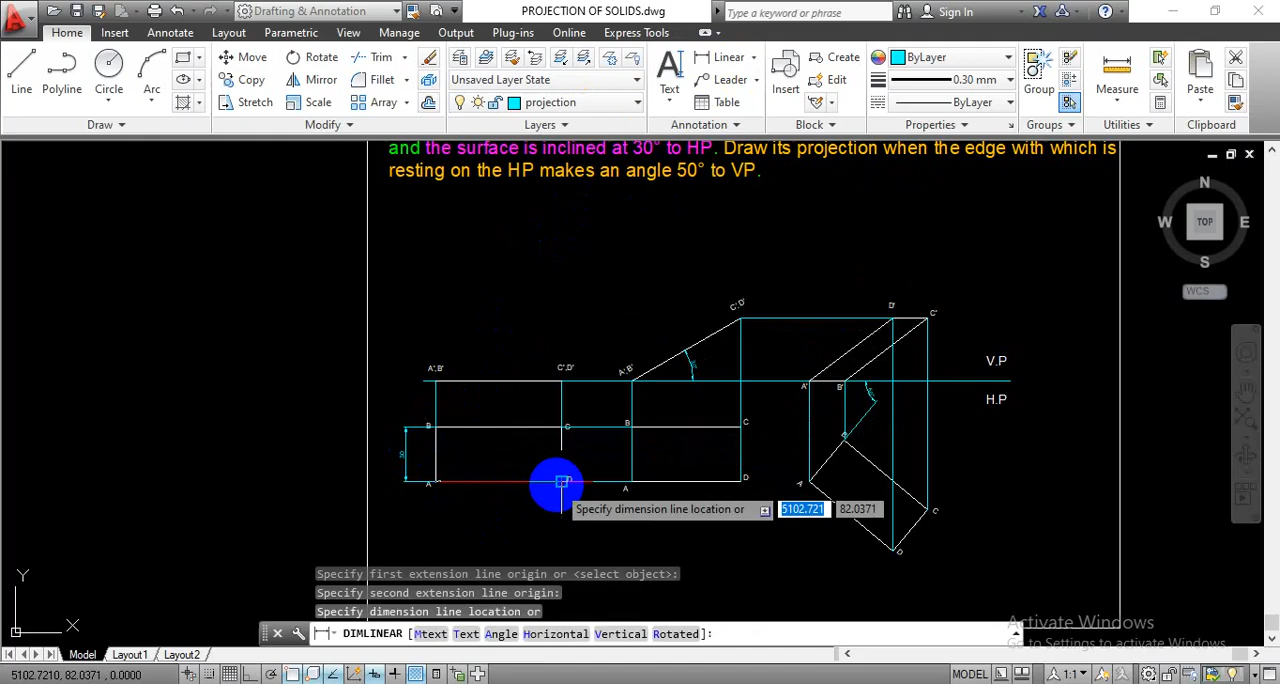 Drafting & Annotation
PROJECTION OF SOLIDS.dwg
Type a keyword or phrase
Sign In
Home Insert Annotate Parametric View Manage Output Plug-ins Online Express Tools
Line Polyline Circle Arc
Move Rotate Trim
Copy Mirror Fillet
Stretch Scale Array
Unsaved Layer State
projection
Text
Linear
Leader
Table
Insert
Create
Edit
ByLayer
0.30 mm
ByLayer
Group
Measure
Paste
Draw Modify Layers Annotation Block Properties Groups Utilities Clipboard
and the surface is inclined at 30° to HP. Draw its projection when the edge with which is
resting on the HP makes an angle 50° to VP.
N
W TOP E
S
WCS
C',D' D' C'
A',B' C',D' A',B'
V.P
A' B'
H.P
B C B C
B
30
A A D A
C
D
Specify dimension line location or 5102.721 82.0371
Specify first extension line origin or <select object>:
Specify second extension line origin:
Specify dimension line location or
Y
X
DIMLINEAR [Mtext Text Angle Horizontal Vertical Rotated]:
Activate Windows
Go to Settings to activate Windows.
Model Layout1 Layout2
5102.7210, 82.0371, 0.0000
MODEL
1:1